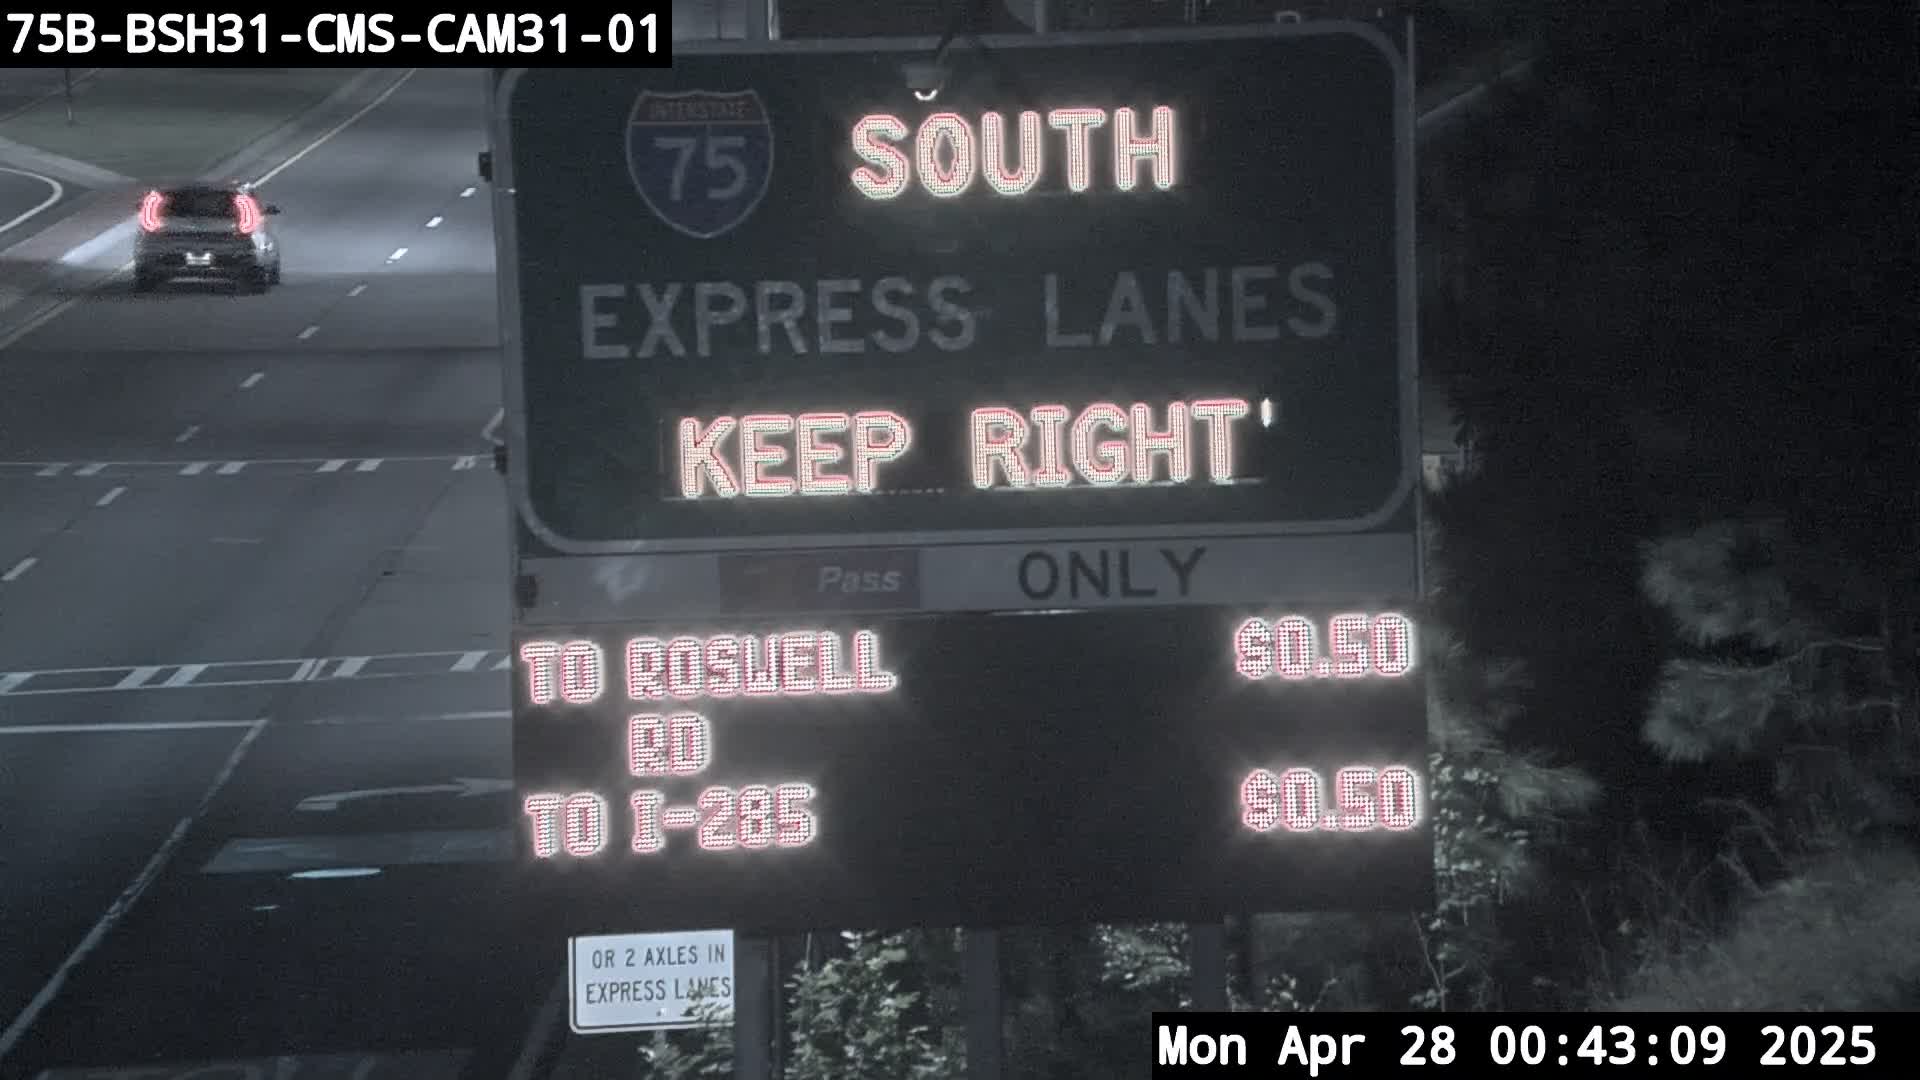 75B-BSH31-CMS-CAM31-01
INTERSTATE
75
SOUTH
EXPRESS LANES
KEEP RIGHT
Pass ONLY
TO ROSWELL $0.50
RD
TO I-285 $0.50
OR 2 AXLES IN
EXPRESS LANES
Mon Apr 28 00:43:09 2025